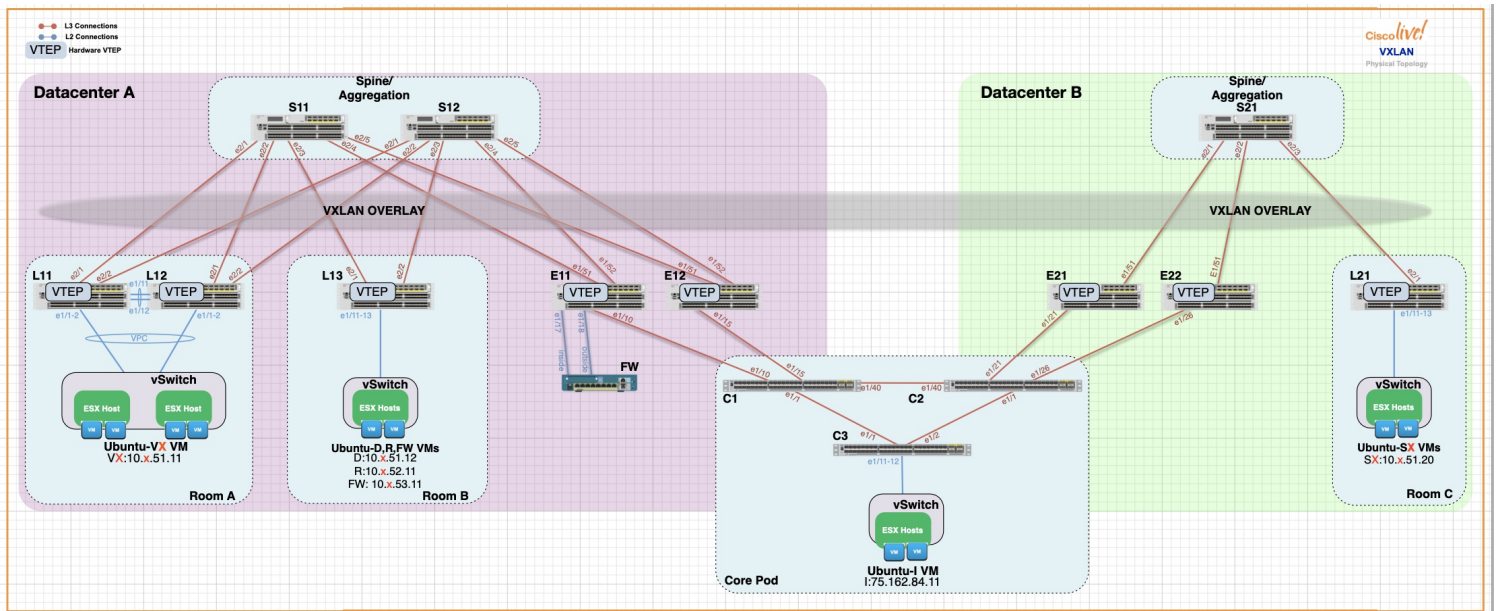 L3 Connections
L2 Connections
VTEP Hardware VTEP
Cisco live!
VXLAN
Physical Topology
Datacenter A
Spine/
Aggregation
S11 S12
e2/1 e2/2 e2/3 e2/4 e2/5
e2/1 e2/2 e2/3 e2/4 e2/5
Datacenter B
Spine/
Aggregation
S21
e2/1 e2/2 e2/3
VXLAN OVERLAY
VXLAN OVERLAY
L11
VTEP
e2/1 e2/2
e1/11
e1/12
e1/1-2
L12
VTEP
e2/1 e2/2
e1/1-2
VPC
vSwitch
ESX Host
ESX Host
VM VM VM VM
Ubuntu-VX VM
VX:10.x.51.11
Room A
L13
VTEP
e2/1 e2/2
e1/11-13
vSwitch
ESX Hosts
VM VM
Ubuntu-D,R,FW VMs
D:10.x.51.12
R:10.x.52.11
FW: 10.x.53.11
Room B
E11
VTEP
e1/51 e1/52
e1/17 e1/18 e1/10
inside outside
FW
E12
VTEP
e1/51 e1/52
e1/15
E21
VTEP
e1/51
e1/21
E22
VTEP
E1/51
e1/26
L21
VTEP
e2/1
e1/11-13
vSwitch
ESX Hosts
VM VM
Ubuntu-SX VMs
SX:10.x.51.20
Room C
e1/10 e1/15
C1
e1/1
e1/40 e1/40
e1/21 e1/26
C2
e1/1
C3
e1/1 e1/2
e1/11-12
vSwitch
ESX Hosts
VM VM
Ubuntu-I VM
I:75.162.84.11
Core Pod